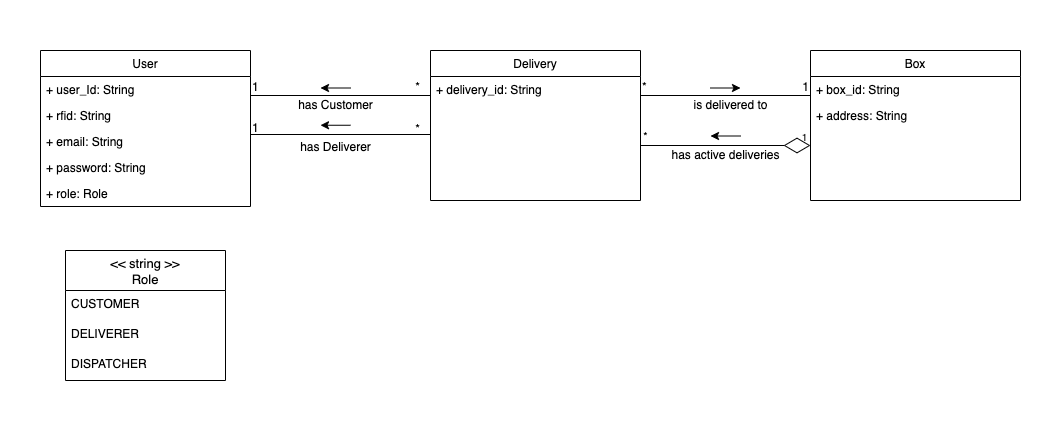 User
+ user_Id: String
+ rfid: String
+ email: String
+ password: String
+ role: Role
1
*
has Customer
1
*
has Deliverer
Delivery
+ delivery_id: String
*
1
is delivered to
*
1
has active deliveries
Box
+ box_id: String
+ address: String
<< string >>
Role
CUSTOMER
DELIVERER
DISPATCHER